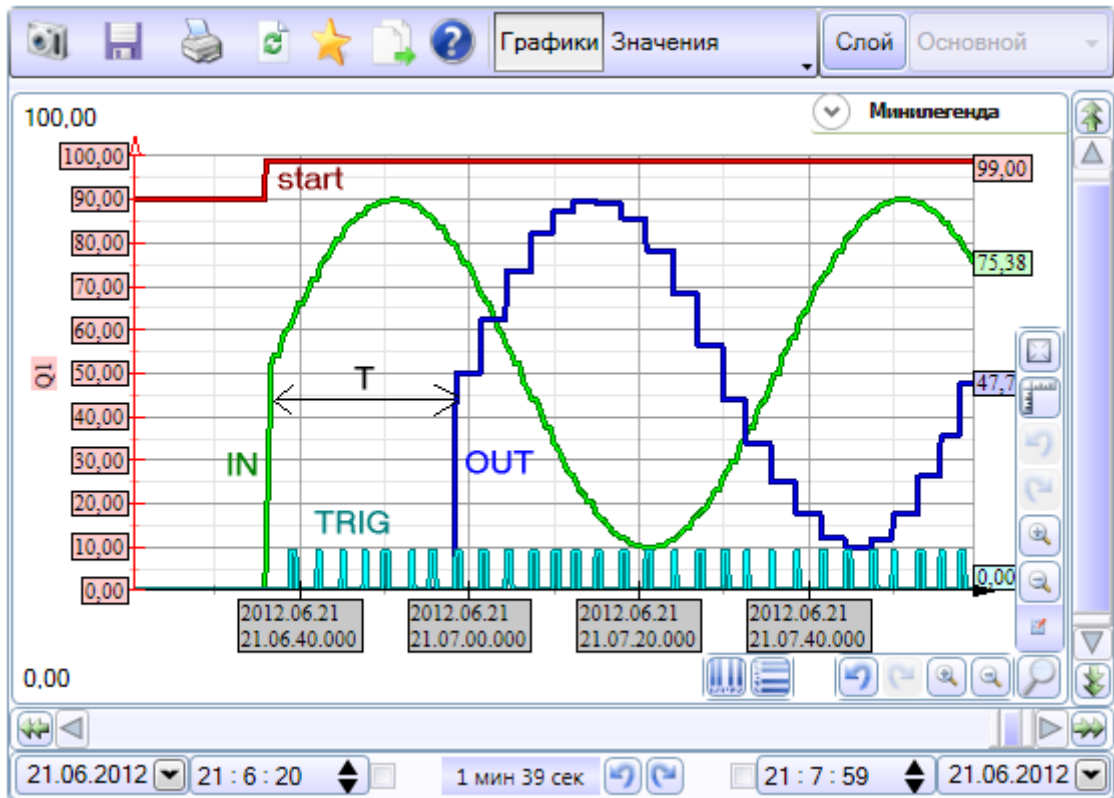 Графики Значения Слой Основной
100,00
Минилегенда
100,00
90,00
80,00
70,00
60,00
50,00
40,00
30,00
20,00
10,00
0,00
Q1
start
T
IN
OUT
TRIG
99,00
75,38
47,7
0,00
2012.06.21
21.06.40.000
2012.06.21
21.07.00.000
2012.06.21
21.07.20.000
2012.06.21
21.07.40.000
0,00
21.06.2012 21 : 6 : 20 1 мин 39 сек 21 : 7 : 59 21.06.2012